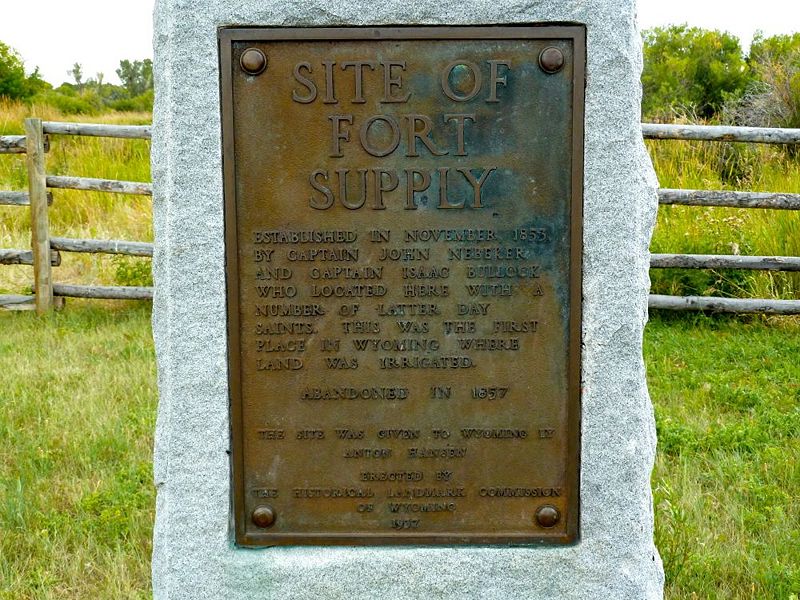 SITE OF
FORT
SUPPLY
ESTABLISHED IN NOVEMBER 1853
BY CAPTAIN JOHN NEBEKER
AND CAPTAIN ISAAC BULLOCK
WHO LOCATED HERE WITH A
NUMBER OF LATTER DAY
SAINTS. THIS WAS THE FIRST
PLACE IN WYOMING WHERE
LAND WAS IRRIGATED.
ABANDONED IN 1857
THE SITE WAS GIVEN TO WYOMING BY
ANTON HANSEN
ERECTED BY
THE HISTORICAL LANDMARK COMMISSION
OF WYOMING
1937